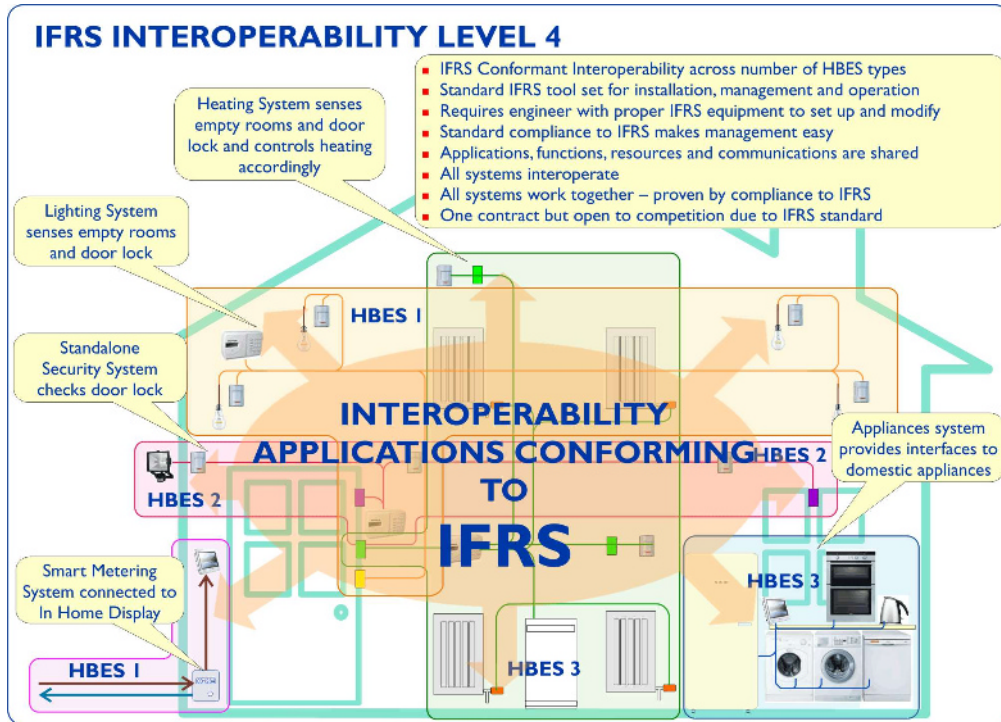 IFRS INTEROPERABILITY LEVEL 4
IFRS Conformant Interoperability across number of HBES types
Standard IFRS tool set for installation, management and operation
Requires engineer with proper IFRS equipment to set up and modify
Standard compliance to IFRS makes management easy
Applications, functions, resources and communications are shared
All systems interoperate
All systems work together – proven by compliance to IFRS
One contract but open to competition due to IFRS standard
Heating System senses
empty rooms and door
lock and controls heating
accordingly
Lighting System
senses empty rooms
and door lock
HBES 1
Standalone
Security System
checks door lock
INTEROPERABILITY
APPLICATIONS CONFORMING
TO
IFRS
Appliances system
provides interfaces to
domestic appliances
HBES 2
HBES 2
Smart Metering
System connected to
In Home Display
HBES 1
HBES 3
HBES 3